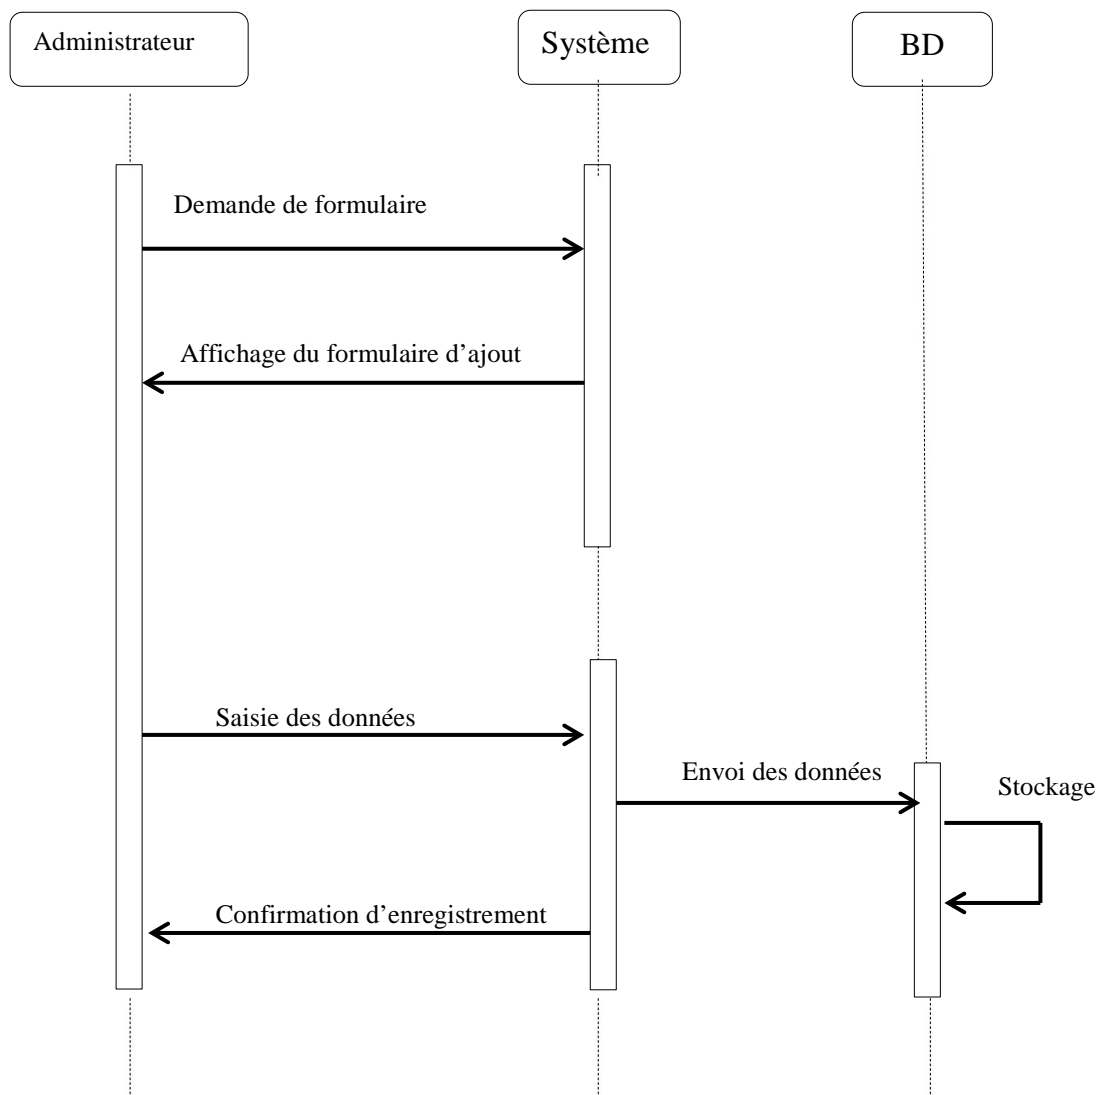 Administrateur
Système
BD
Demande de formulaire
Affichage du formulaire d’ajout
Saisie des données
Envoi des données
Stockage
Confirmation d’enregistrement